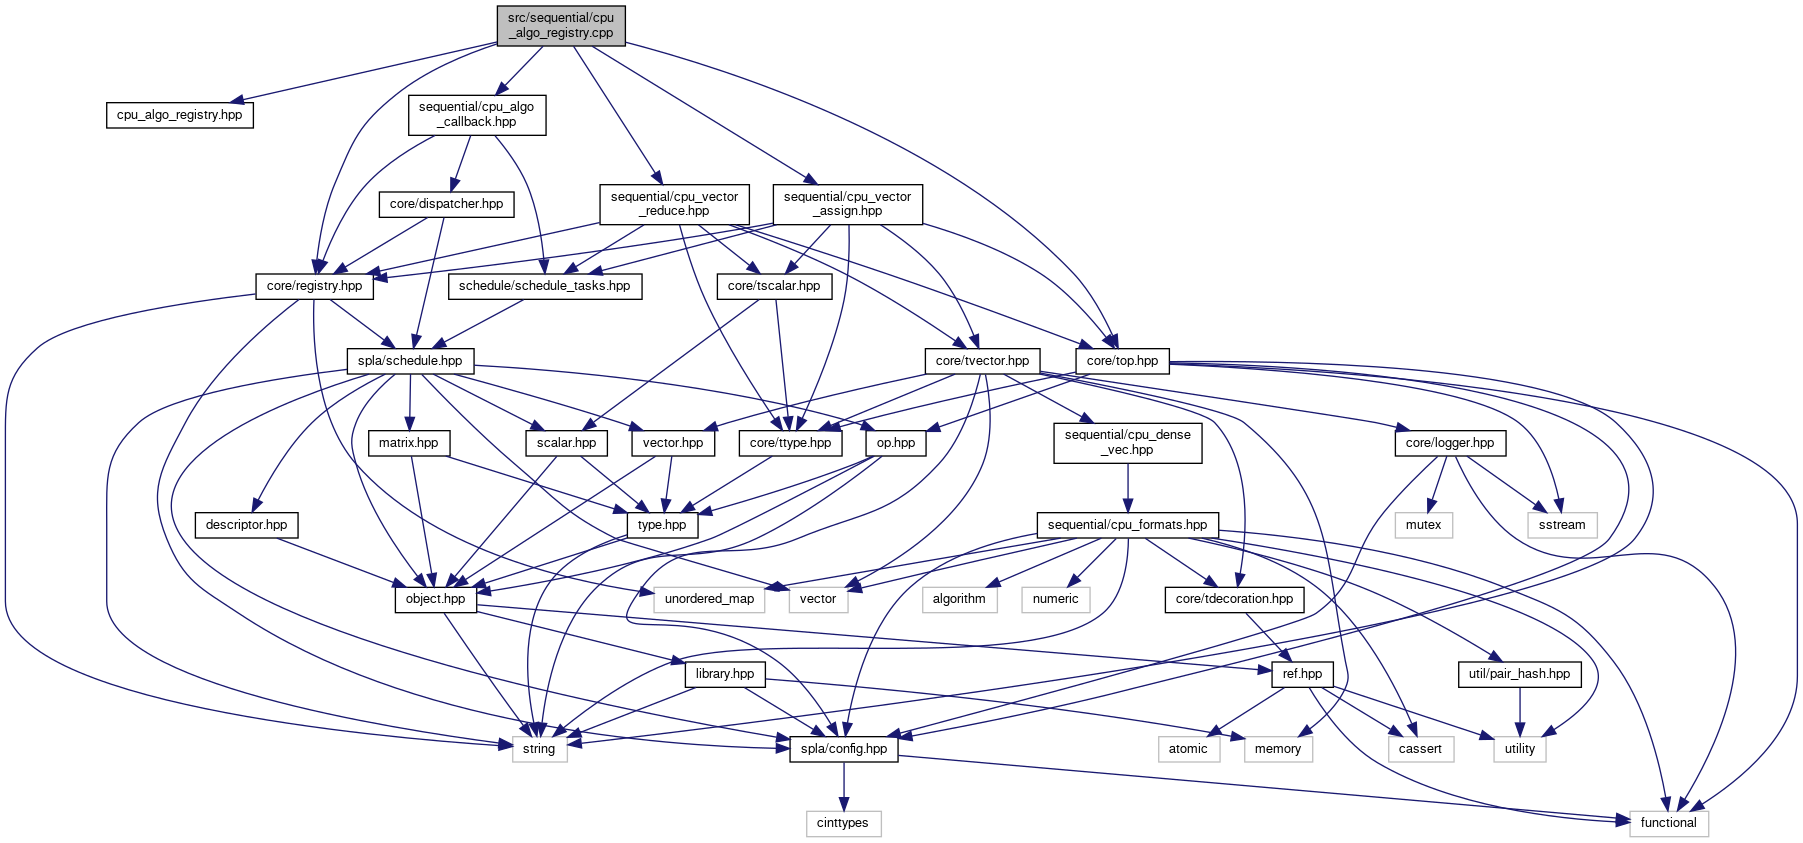 src/sequential/cpu
_algo_registry.cpp
cpu_algo_registry.hpp
sequential/cpu_algo
_callback.hpp
core/dispatcher.hpp
sequential/cpu_vector
_reduce.hpp
sequential/cpu_vector
_assign.hpp
core/registry.hpp
schedule/schedule_tasks.hpp
core/tscalar.hpp
spla/schedule.hpp
core/tvector.hpp
core/top.hpp
matrix.hpp
scalar.hpp
vector.hpp
core/ttype.hpp
op.hpp
sequential/cpu_dense
_vec.hpp
core/logger.hpp
descriptor.hpp
type.hpp
sequential/cpu_formats.hpp
mutex
sstream
object.hpp
unordered_map
vector
algorithm
numeric
core/tdecoration.hpp
library.hpp
ref.hpp
util/pair_hash.hpp
string
spla/config.hpp
atomic
memory
cassert
utility
cinttypes
functional